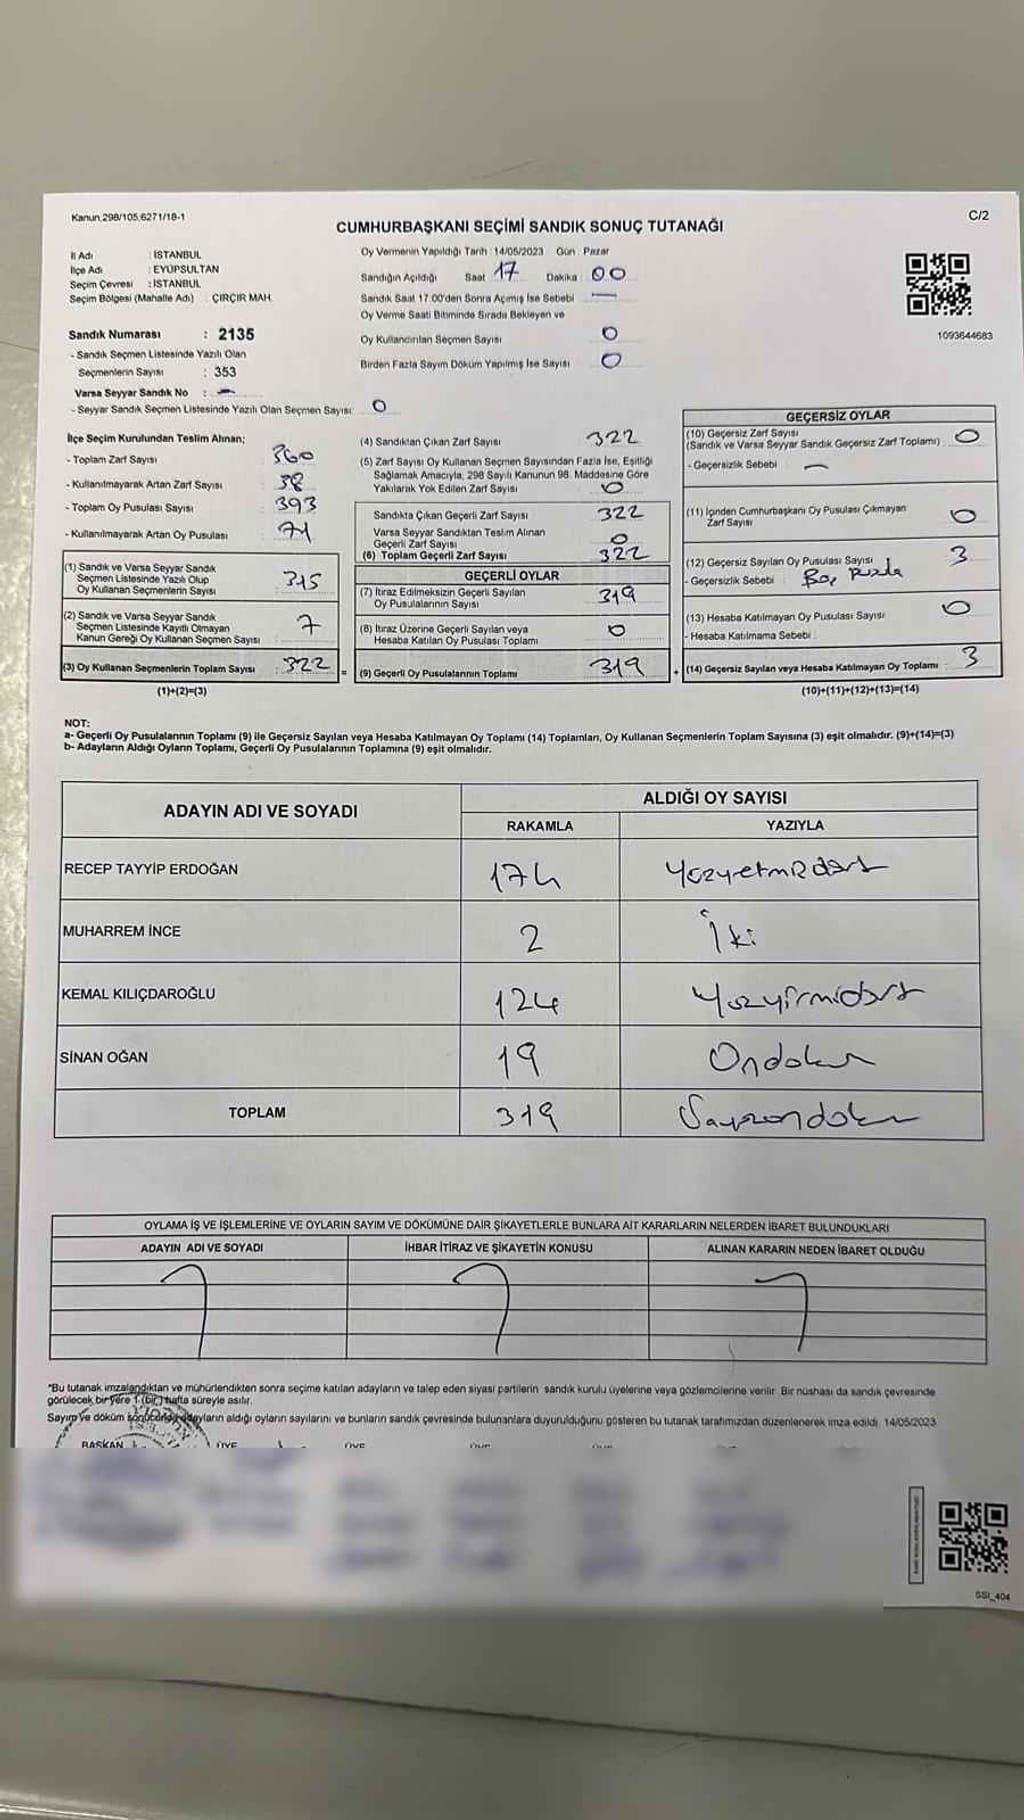 Kanun,298/105,6271/18-1
C/2
CUMHURBAŞKANI SEÇİMİ SANDIK SONUÇ TUTANAĞI
İl Adı : İSTANBUL
İlçe Adı : EYÜPSULTAN
Seçim Çevresi : İSTANBUL
Seçim Bölgesi (Mahalle Adı) : ÇIRÇIR MAH.
Sandık Numarası : 2135
- Sandık Seçmen Listesinde Yazılı Olan
Seçmenlerin Sayısı : 353
Varsa Seyyar Sandık No : -
- Seyyar Sandık Seçmen Listesinde Yazılı Olan Seçmen Sayısı: 0
Oy Vermenin Yapıldığı Tarih : 14/05/2023 Gün : Pazar
Sandığın Açıldığı Saat 17 Dakika 00
Sandık Saat 17.00'den Sonra Açımış İse Sebebi —
Oy Verme Saati Bitiminde Sırada Bekleyen ve
Oy Kullandırılan Seçmen Sayısı 0
Birden Fazla Sayım Döküm Yapılmış İse Sayısı 0
1093644683
İlçe Seçim Kurulundan Teslim Alınan;
- Toplam Zarf Sayısı 360
- Kullanılmayarak Artan Zarf Sayısı 38
- Toplam Oy Pusulası Sayısı 393
- Kullanılmayarak Artan Oy Pusulası 71
(1) Sandık ve Varsa Seyyar Sandık
Seçmen Listesinde Yazılı Olup
Oy Kullanan Seçmenlerin Sayısı 315
(2) Sandık ve Varsa Seyyar Sandık
Seçmen Listesinde Kayıtlı Olmayan
Kanun Gereği Oy Kullanan Seçmen Sayısı 7
(3) Oy Kullanan Seçmenlerin Toplam Sayısı : 322 =
(1)+(2)=(3)
(4) Sandıktan Çıkan Zarf Sayısı 322
(5) Zarf Sayısı Oy Kullanan Seçmen Sayısından Fazla İse, Eşitliği
Sağlamak Amacıyla, 298 Sayılı Kanunun 98. Maddesine Göre
Yakılarak Yok Edilen Zarf Sayısı 0
Sandıkta Çıkan Geçerli Zarf Sayısı 322
Varsa Seyyar Sandıktan Teslim Alınan
Geçerli Zarf Sayısı 0
(6) Toplam Geçerli Zarf Sayısı 322
GEÇERLİ OYLAR
(7) İtiraz Edilmeksizin Geçerli Sayılan
Oy Pusulalarının Sayısı 319
(8) İtiraz Üzerine Geçerli Sayılan veya
Hesaba Katılan Oy Pusulası Toplamı 0
(9) Geçerli Oy Pusulalarının Toplamı 319 +
GEÇERSİZ OYLAR
(10) Geçersiz Zarf Sayısı
(Sandık ve Varsa Seyyar Sandık Geçersiz Zarf Toplamı) 0
- Geçersizlik Sebebi : —
(11) İçinden Cumhurbaşkanı Oy Pusulası Çıkmayan
Zarf Sayısı 0
(12) Geçersiz Sayılan Oy Pusulası Sayısı 3
- Geçersizlik Sebebi :
(13) Hesaba Katılmayan Oy Pusulası Sayısı 0
- Hesaba Katılmama Sebebi :
(14) Geçersiz Sayılan veya Hesaba Katılmayan Oy Toplamı : 3
(10)+(11)+(12)+(13)=(14)
NOT:
a- Geçerli Oy Pusulalarının Toplamı (9) ile Geçersiz Sayılan veya Hesaba Katılmayan Oy Toplamı (14) Toplamları, Oy Kullanan Seçmenlerin Toplam Sayısına (3) eşit olmalıdır. (9)+(14)=(3)
b- Adayların Aldığı Oyların Toplamı, Geçerli Oy Pusulalarının Toplamına (9) eşit olmalıdır.
ADAYIN ADI VE SOYADI ALDIĞI OY SAYISI
RAKAMLA YAZIYLA
RECEP TAYYİP ERDOĞAN 174 Yüzyetmişdört
MUHARREM İNCE 2 İki
KEMAL KILIÇDAROĞLU 124 Yüzyirmidört
SİNAN OĞAN 19 Ondokuz
TOPLAM 319 Üçyüzondokuz
OYLAMA İŞ VE İŞLEMLERİNE VE OYLARIN SAYIM VE DÖKÜMÜNE DAİR ŞİKAYETLERLE BUNLARA AİT KARARLARIN NELERDEN İBARET BULUNDUKLARI
ADAYIN ADI VE SOYADI İHBAR İTİRAZ VE ŞİKAYETİN KONUSU ALINAN KARARIN NEDEN İBARET OLDUĞU
*Bu tutanak imzalandıktan ve mühürlendikten sonra seçime katılan adayların ve talep eden siyasi partilerin sandık kurulu üyelerine veya gözlemcilerine verilir. Bir nüshası da sandık çevresinde
görülecek bir yere 1 (bir) hafta süreyle asılır.
Sayım ve döküm sonucunda adayların aldığı oyların sayılarını ve bunların sandık çevresinde bulunanlara duyurulduğunu gösteren bu tutanak tarafımızdan düzenlenerek imza edildi. 14/05/2023
BAŞKAN ÜYE ÜYE
SSİ_404